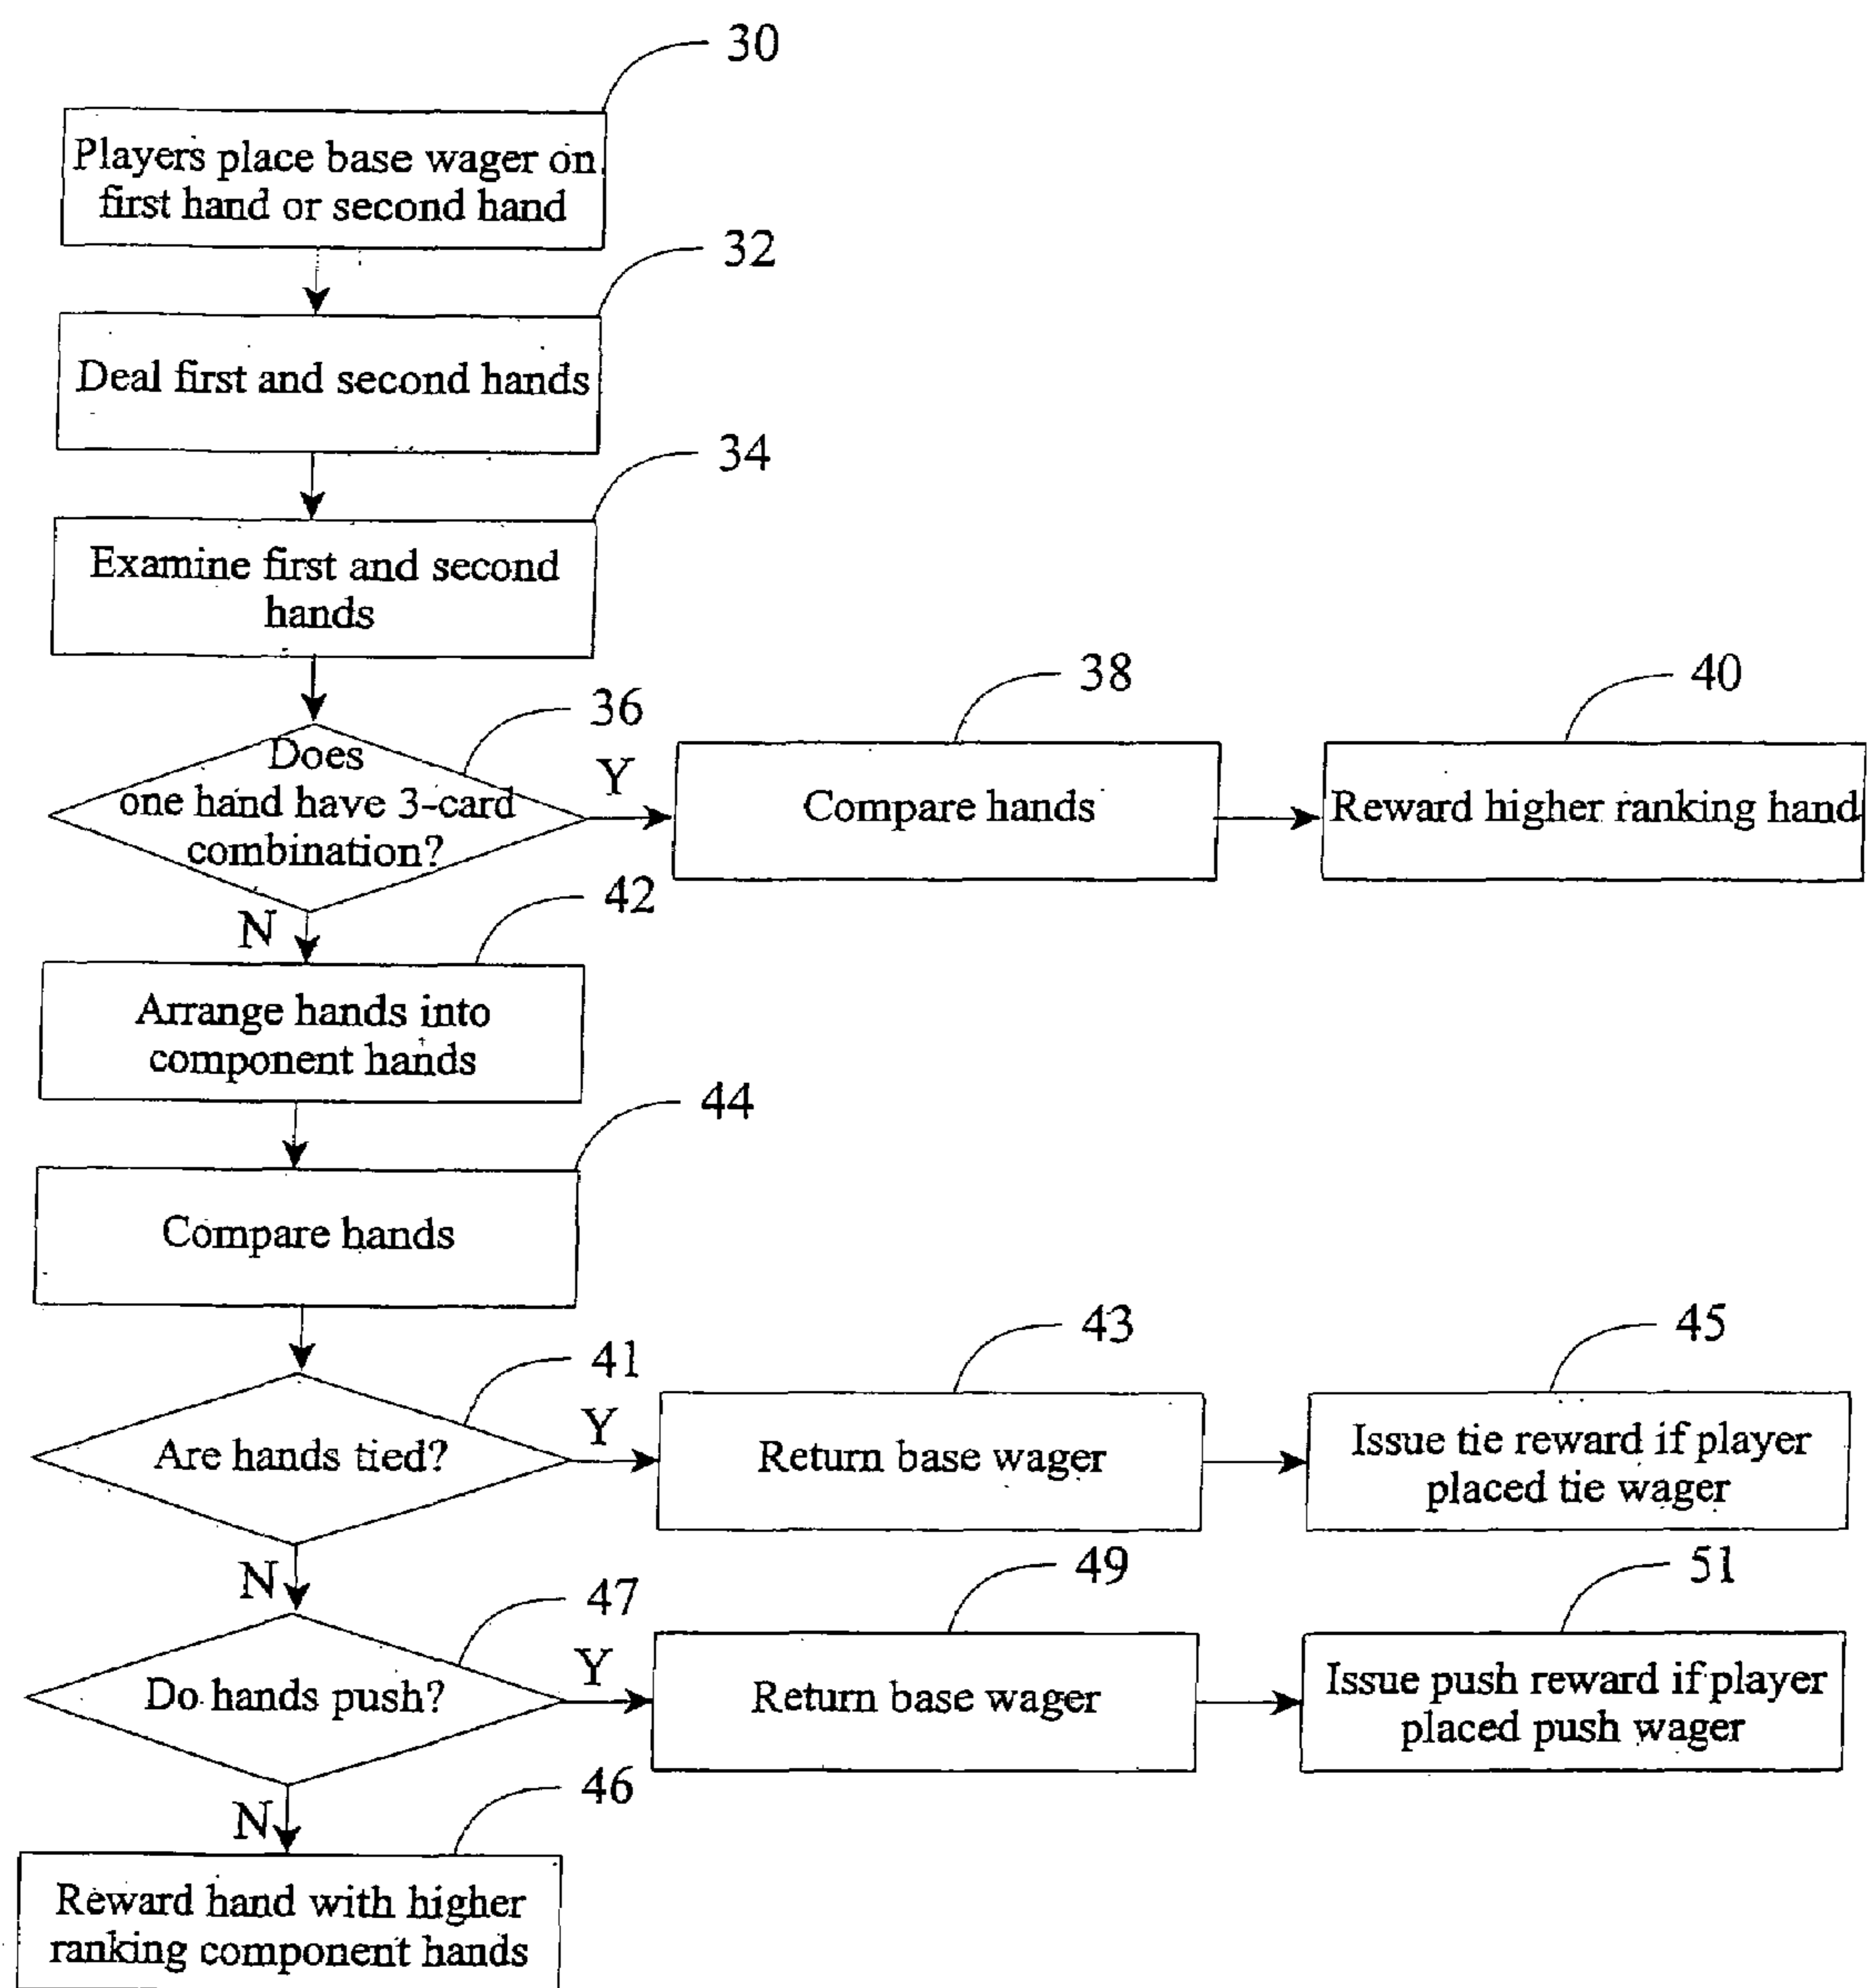 30
Players place base wager on
first hand or second hand
32
Deal first and second hands
34
Examine first and second
hands
36
Does
one hand have 3-card
combination?
Y
38
Compare hands
40
Reward higher ranking hand
N
42
Arrange hands into
component hands
44
Compare hands
41
Are hands tied?
Y
43
Return base wager
45
Issue tie reward if player
placed tie wager
N
47
Do hands push?
Y
49
Return base wager
51
Issue push reward if player
placed push wager
N
46
Reward hand with higher
ranking component hands